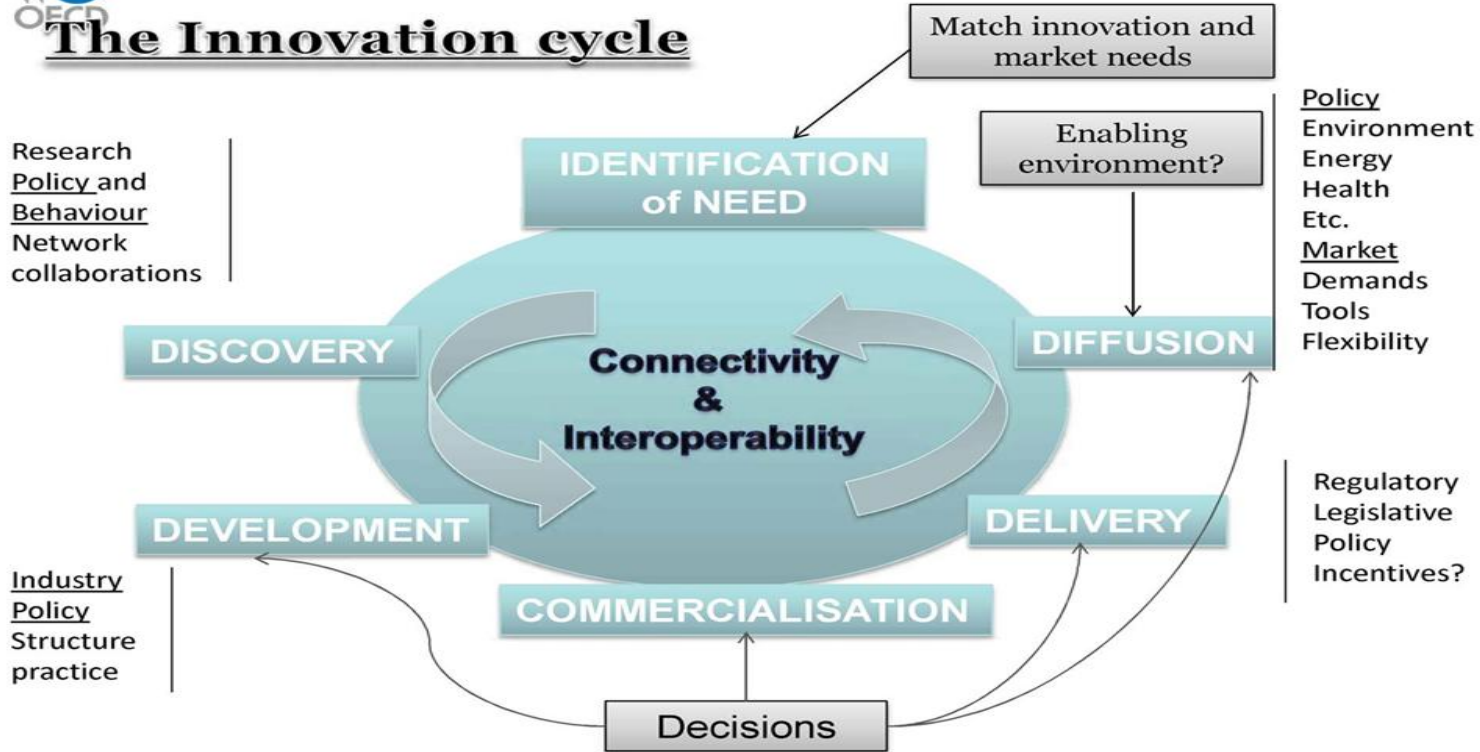 OECD
The Innovation cycle
Match innovation and
market needs
Enabling
environment?
Policy
Environment
Energy
Health
Etc.
Market
Demands
Tools
Flexibility
Research
Policy and
Behaviour
Network
collaborations
IDENTIFICATION
of NEED
DISCOVERY
DIFFUSION
Connectivity
&
Interoperability
DEVELOPMENT
DELIVERY
Regulatory
Legislative
Policy
Incentives?
Industry
Policy
Structure
practice
COMMERCIALISATION
Decisions